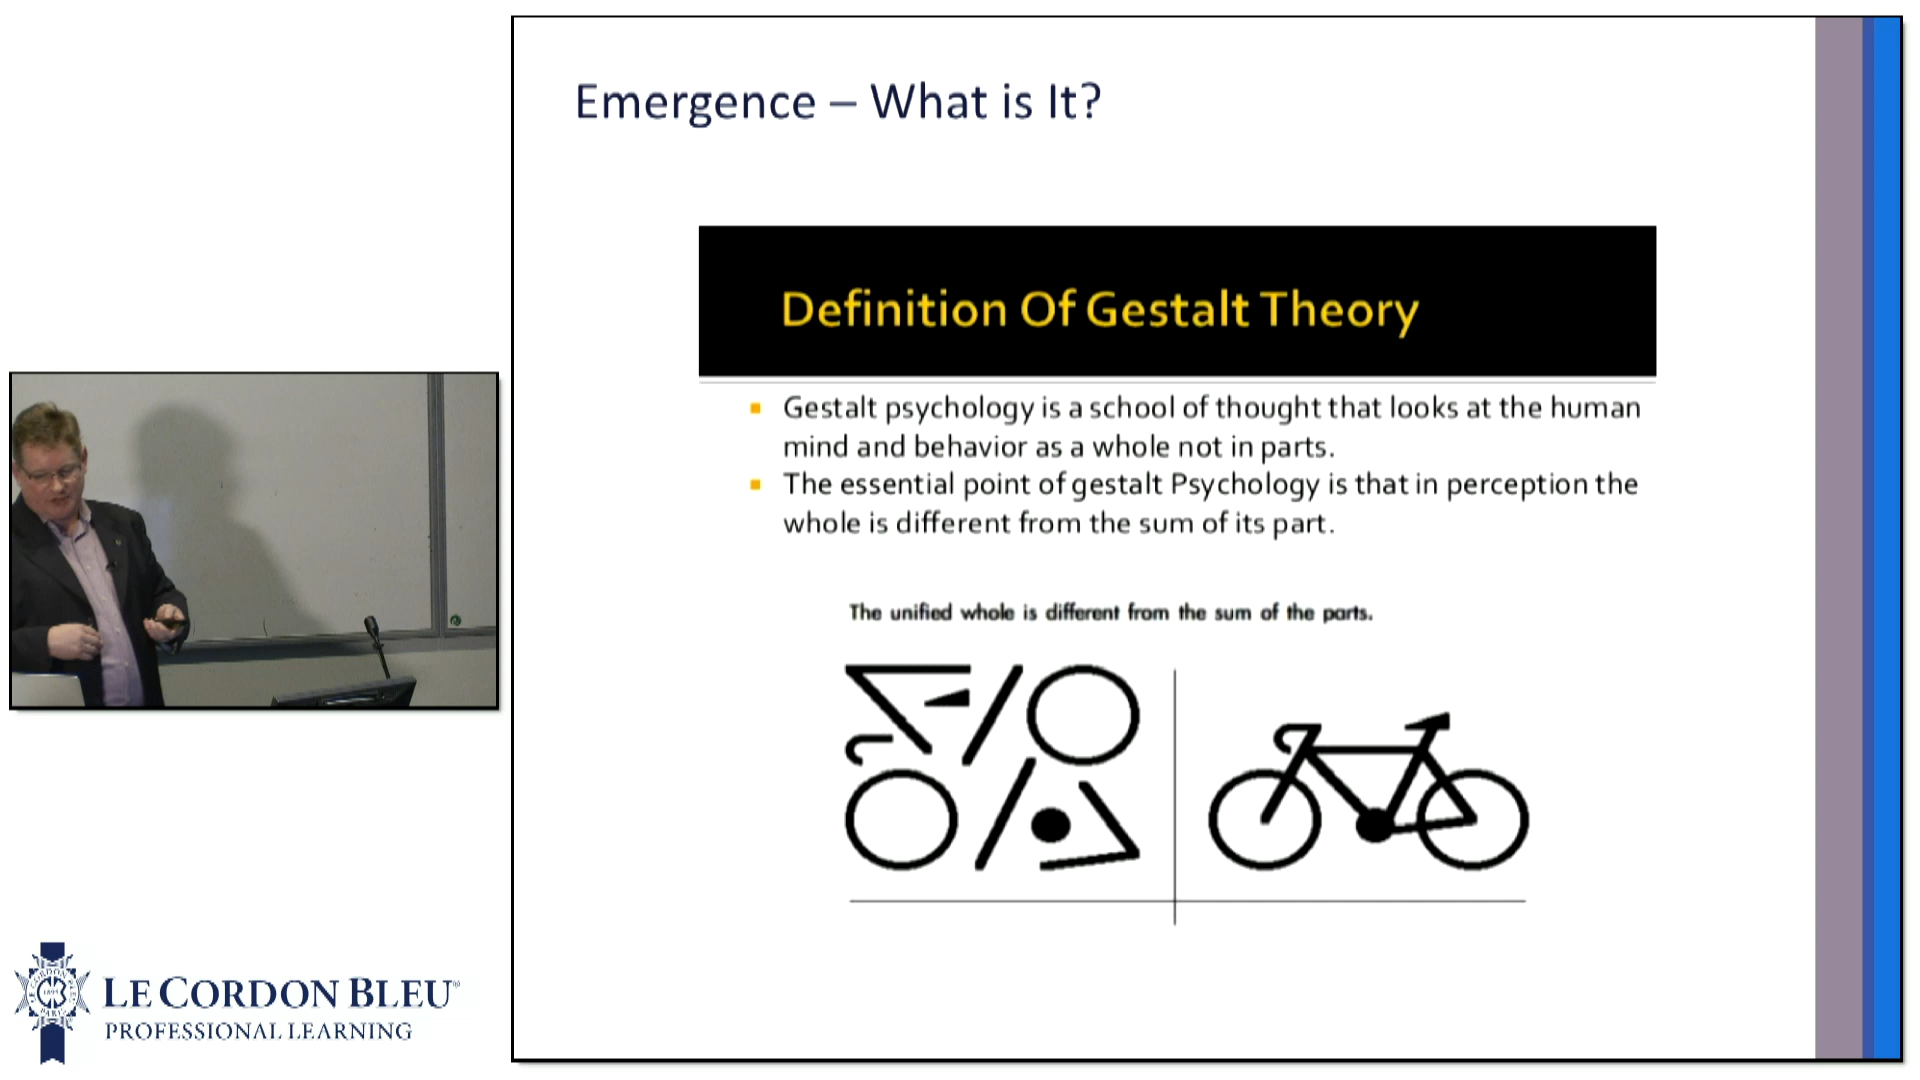 Emergence – What is It?
Definition Of Gestalt Theory
Gestalt psychology is a school of thought that looks at the human
mind and behavior as a whole not in parts.
The essential point of gestalt Psychology is that in perception the
whole is different from the sum of its part.
The unified whole is different from the sum of the parts.
LE CORDON BLEU®
PROFESSIONAL LEARNING